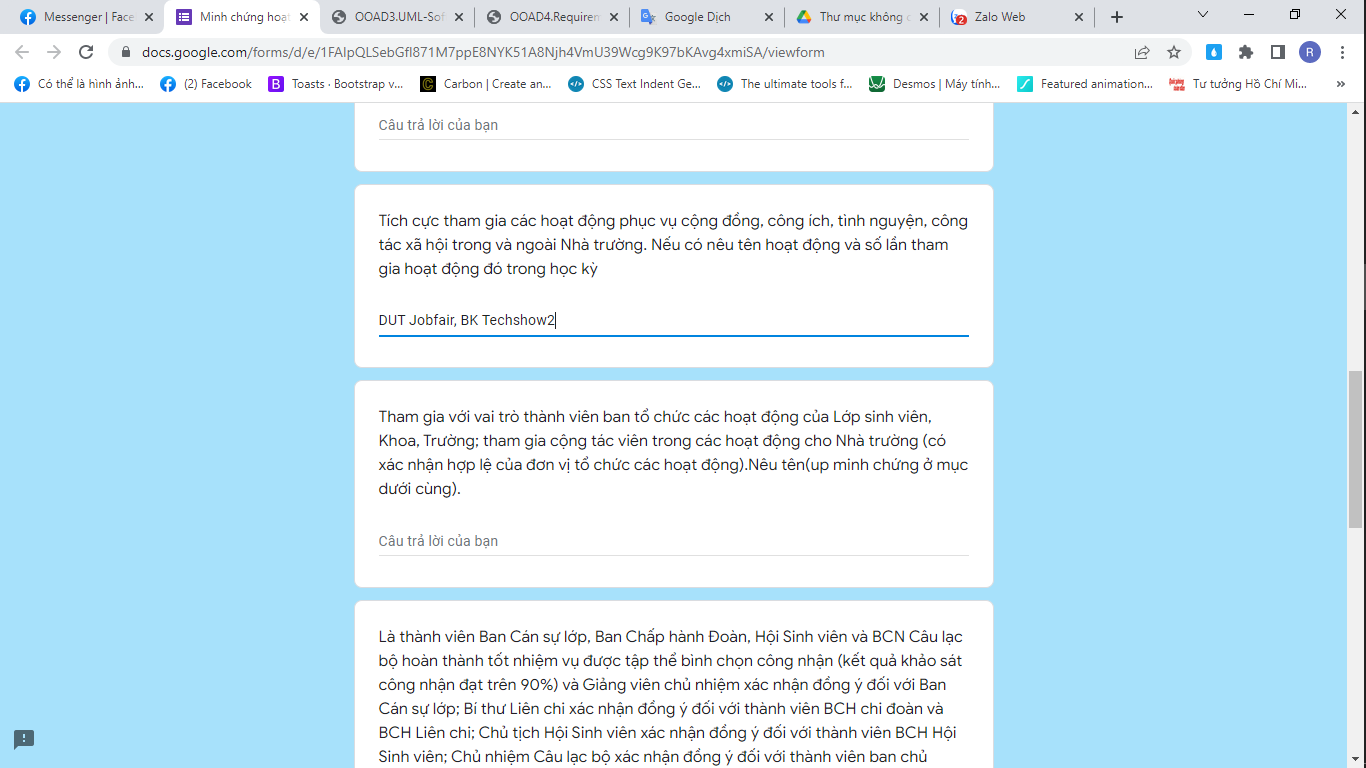 Messenger | Face
Minh chứng hoạt
OOAD3.UML-Sof
OOAD4.Requirem
Google Dịch
Thư mục không c
2
Zalo Web
docs.google.com/forms/d/e/1FAIpQLSebGfl871M7ppE8NYK51A8Njh4VmU39Wcg9K97bKAvg4xmiSA/viewform
R
Có thể là hình ảnh...
(2) Facebook
B
Toasts · Bootstrap v...
Carbon | Create an...
CSS Text Indent Ge...
The ultimate tools f...
Desmos | Máy tính...
Featured animation...
Tư tưởng Hồ Chí Mi...
»
Câu trả lời của bạn
Tích cực tham gia các hoạt động phục vụ cộng đồng, công ích, tình nguyện, công
tác xã hội trong và ngoài Nhà trường. Nếu có nêu tên hoạt động và số lần tham
gia hoạt động đó trong học kỳ
DUT Jobfair, BK Techshow2
Tham gia với vai trò thành viên ban tổ chức các hoạt động của Lớp sinh viên,
Khoa, Trường; tham gia cộng tác viên trong các hoạt động cho Nhà trường (có
xác nhận hợp lệ của đơn vị tổ chức các hoạt động).Nêu tên(up minh chứng ở mục
dưới cùng).
Câu trả lời của bạn
Là thành viên Ban Cán sự lớp, Ban Chấp hành Đoàn, Hội Sinh viên và BCN Câu lạc
bộ hoàn thành tốt nhiệm vụ được tập thể bình chọn công nhận (kết quả khảo sát
công nhận đạt trên 90%) và Giảng viên chủ nhiệm xác nhận đồng ý đối với Ban
Cán sự lớp; Bí thư Liên chi xác nhận đồng ý đối với thành viên BCH chi đoàn và
BCH Liên chi; Chủ tịch Hội Sinh viên xác nhận đồng ý đối với thành viên BCH Hội
Sinh viên; Chủ nhiệm Câu lạc bộ xác nhận đồng ý đối với thành viên ban chủ